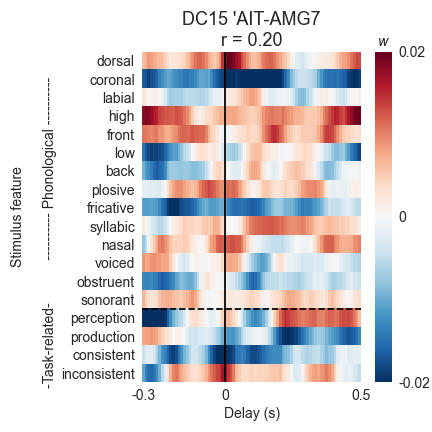 DC15 'AIT-AMG7
r = 0.20
w
dorsal
coronal
labial
high
front
low
back
plosive
fricative
syllabic
nasal
voiced
obstruent
sonorant
perception
production
consistent
inconsistent
Stimulus feature
-Task-related- ---------- Phonological ----------
-0.3
0
0.5
Delay (s)
0.02
0
-0.02